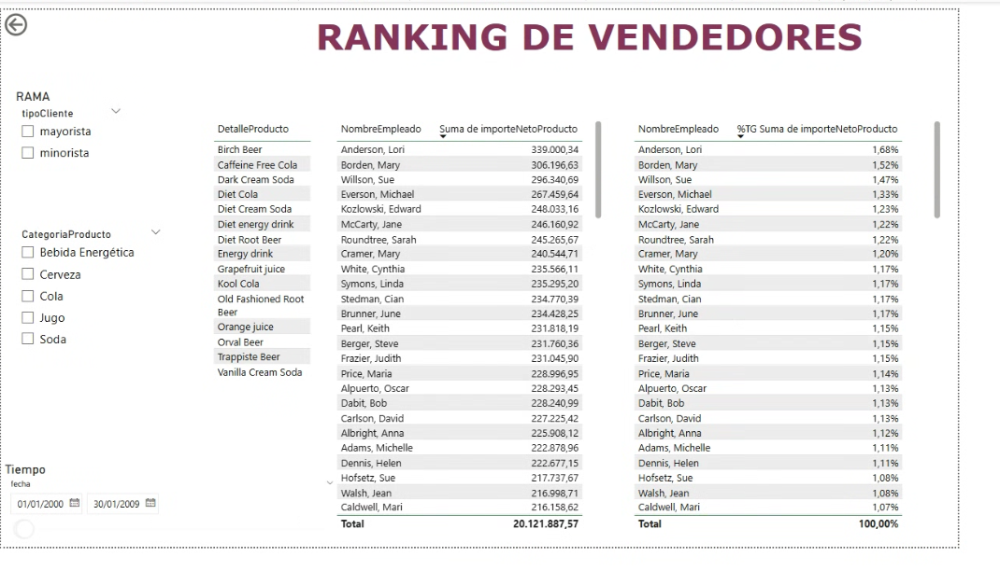 RANKING DE VENDEDORES
RAMA
tipoCliente
mayorista
minorista
CategoriaProducto
Bebida Energética
Cerveza
Cola
Jugo
Soda
Tiempo
fecha
01/01/2000 30/01/2009
DetalleProducto
Birch Beer
Caffeine Free Cola
Dark Cream Soda
Diet Cola
Diet Cream Soda
Diet energy drink
Diet Root Beer
Energy drink
Grapefruit juice
Kool Cola
Old Fashioned Root
Beer
Orange juice
Orval Beer
Trappiste Beer
Vanilla Cream Soda
NombreEmpleado Suma de importeNetoProducto
Anderson, Lori 339.000,34
Borden, Mary 306.196,63
Willson, Sue 296.340,69
Everson, Michael 267.459,64
Kozlowski, Edward 248.033,16
McCarty, Jane 246.160,92
Roundtree, Sarah 245.265,67
Cramer, Mary 240.544,71
White, Cynthia 235.566,11
Symons, Linda 235.295,20
Stedman, Cian 234.770,39
Brunner, June 234.428,25
Pearl, Keith 231.818,19
Berger, Steve 231.760,36
Frazier, Judith 231.045,90
Price, Maria 228.996,95
Alpuerto, Oscar 228.293,45
Dabit, Bob 228.240,99
Carlson, David 227.225,42
Albright, Anna 225.908,12
Adams, Michelle 222.878,96
Dennis, Helen 222.677,15
Hofsetz, Sue 217.737,67
Walsh, Jean 216.998,71
Caldwell, Mari 216.158,62
Total 20.121.887,57
NombreEmpleado %TG Suma de importeNetoProducto
Anderson, Lori 1,68%
Borden, Mary 1,52%
Willson, Sue 1,47%
Everson, Michael 1,33%
Kozlowski, Edward 1,23%
McCarty, Jane 1,22%
Roundtree, Sarah 1,22%
Cramer, Mary 1,20%
White, Cynthia 1,17%
Symons, Linda 1,17%
Stedman, Cian 1,17%
Brunner, June 1,17%
Pearl, Keith 1,15%
Berger, Steve 1,15%
Frazier, Judith 1,15%
Price, Maria 1,14%
Alpuerto, Oscar 1,13%
Dabit, Bob 1,13%
Carlson, David 1,13%
Albright, Anna 1,12%
Adams, Michelle 1,11%
Dennis, Helen 1,11%
Hofsetz, Sue 1,08%
Walsh, Jean 1,08%
Caldwell, Mari 1,07%
Total 100,00%